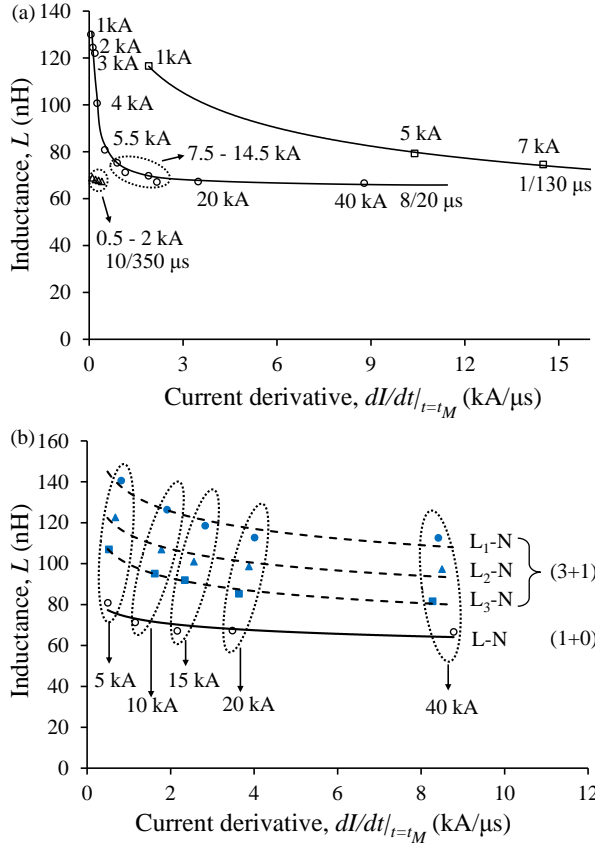 (a)
140
120
100
80
60
40
20
0
Inductance, L (nH)
1kA
2 kA
3 kA
4 kA
5.5 kA
7.5 - 14.5 kA
20 kA
40 kA
8/20 μs
1kA
5 kA
7 kA
1/130 μs
0.5 - 2 kA
10/350 μs
0 3 6 9 12 15
Current derivative, dI/dt|t=tM (kA/μs)
(b)
160
140
120
100
80
60
40
20
0
Inductance, L (nH)
L1-N
L2-N
L3-N
(3+1)
L-N (1+0)
5 kA
10 kA
15 kA
20 kA
40 kA
0 2 4 6 8 10 12
Current derivative, dI/dt|t=tM (kA/μs)